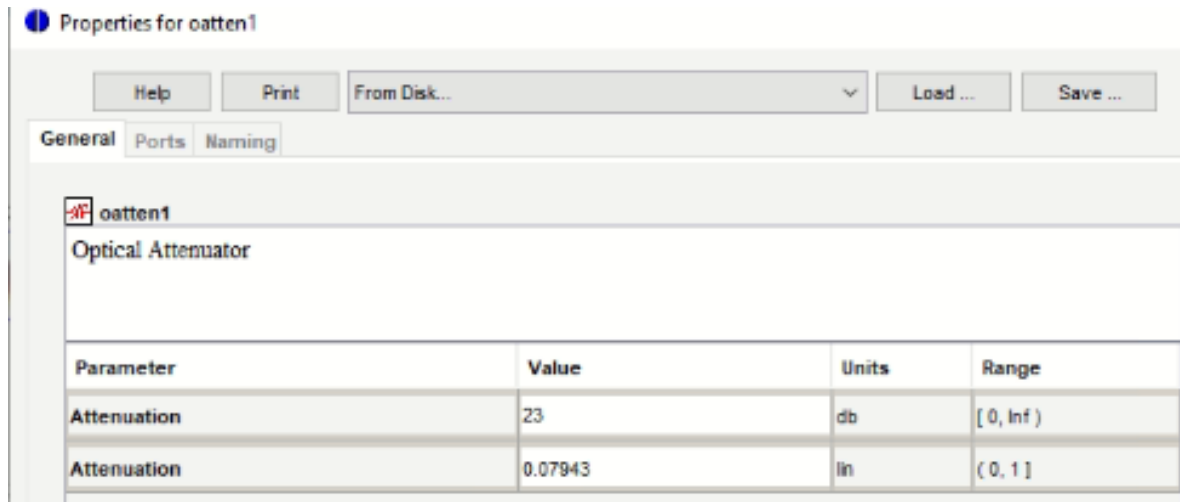 Properties for oatten1
Help Print From Disk... Load ... Save ...
General Ports Naming
oatten1
Optical Attenuator
Parameter Value Units Range
Attenuation 23 db [ 0, Inf )
Attenuation 0.07943 lin ( 0, 1 ]